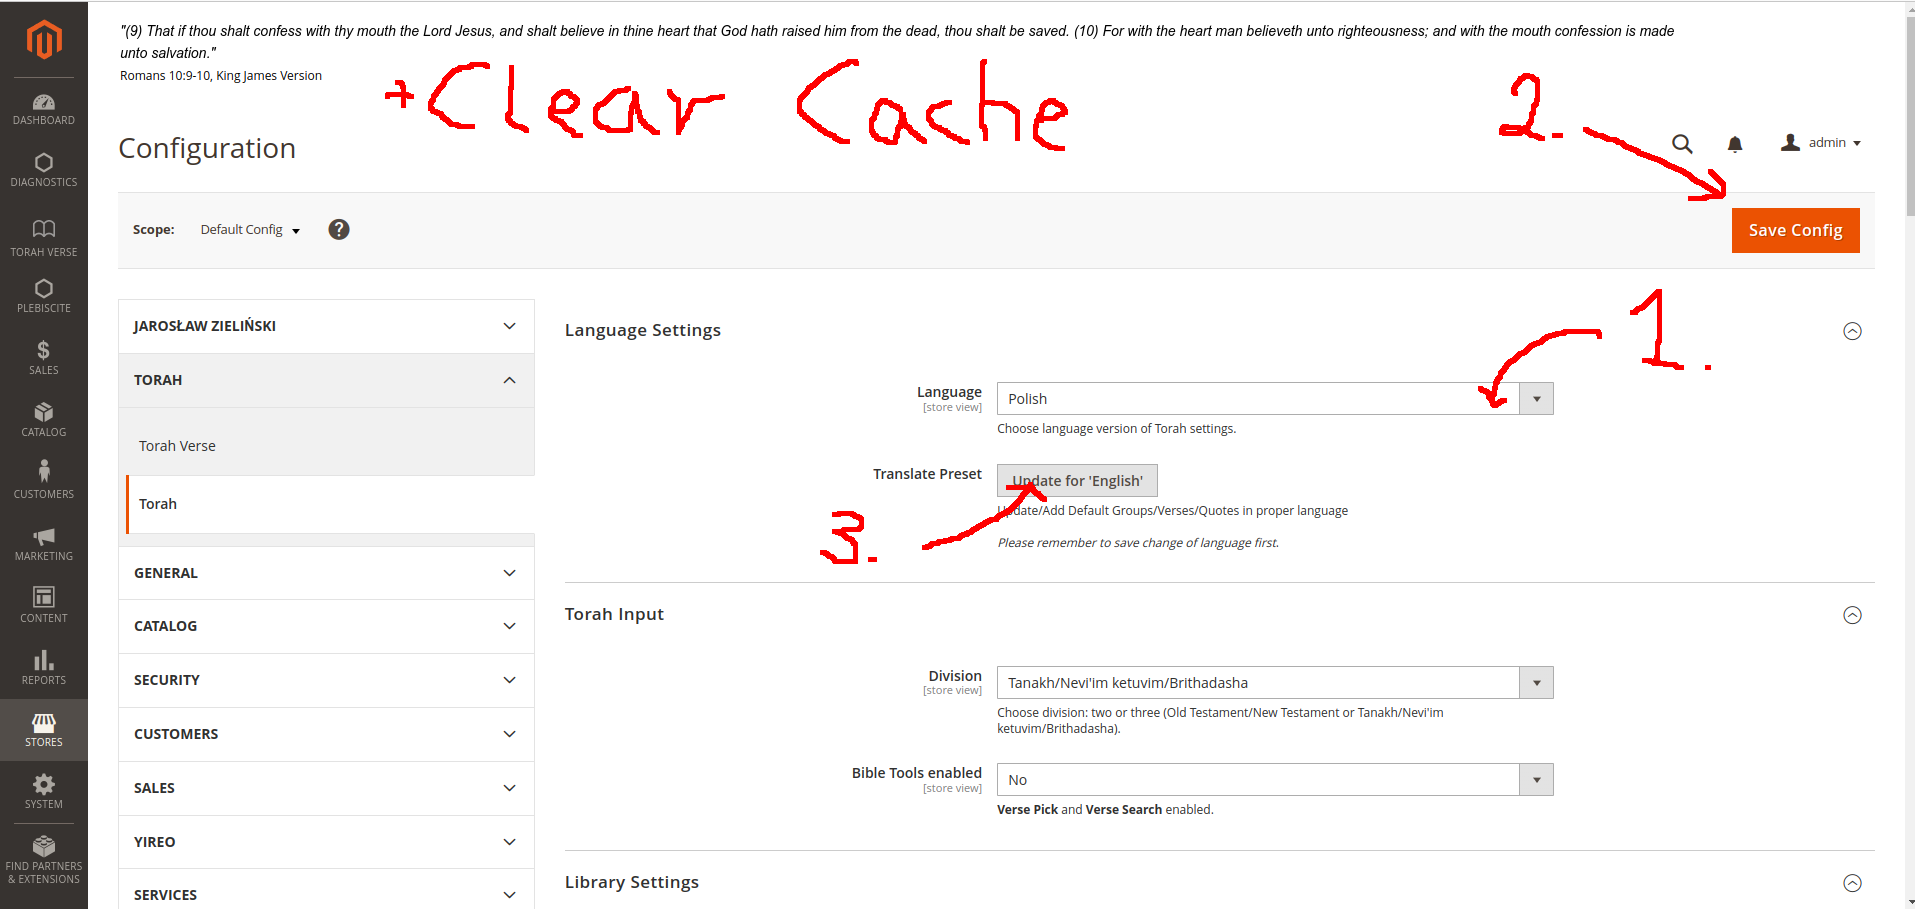 "(9) That if thou shalt confess with thy mouth the Lord Jesus, and shalt believe in thine heart that God hath raised him from the dead, thou shalt be saved. (10) For with the heart man believeth unto righteousness; and with the mouth confession is made
unto salvation."
Romans 10:9-10, King James Version
+Clear Cache
2.
Configuration
admin
Scope: Default Config ?
Save Config
DASHBOARD
DIAGNOSTICS
TORAH VERSE
PLEBISCITE
SALES
CATALOG
CUSTOMERS
MARKETING
CONTENT
REPORTS
STORES
SYSTEM
FIND PARTNERS
& EXTENSIONS
JAROSŁAW ZIELIŃSKI
TORAH
Torah Verse
Torah
GENERAL
CATALOG
SECURITY
CUSTOMERS
SALES
YIREO
SERVICES
Language Settings
1.
Language
[store view]
Polish
Choose language version of Torah settings.
Translate Preset
Update for 'English'
Update/Add Default Groups/Verses/Quotes in proper language
3.
Please remember to save change of language first.
Torah Input
Division
[store view]
Tanakh/Nevi'im ketuvim/Brithadasha
Choose division: two or three (Old Testament/New Testament or Tanakh/Nevi'im
ketuvim/Brithadasha).
Bible Tools enabled
[store view]
No
Verse Pick and Verse Search enabled.
Library Settings